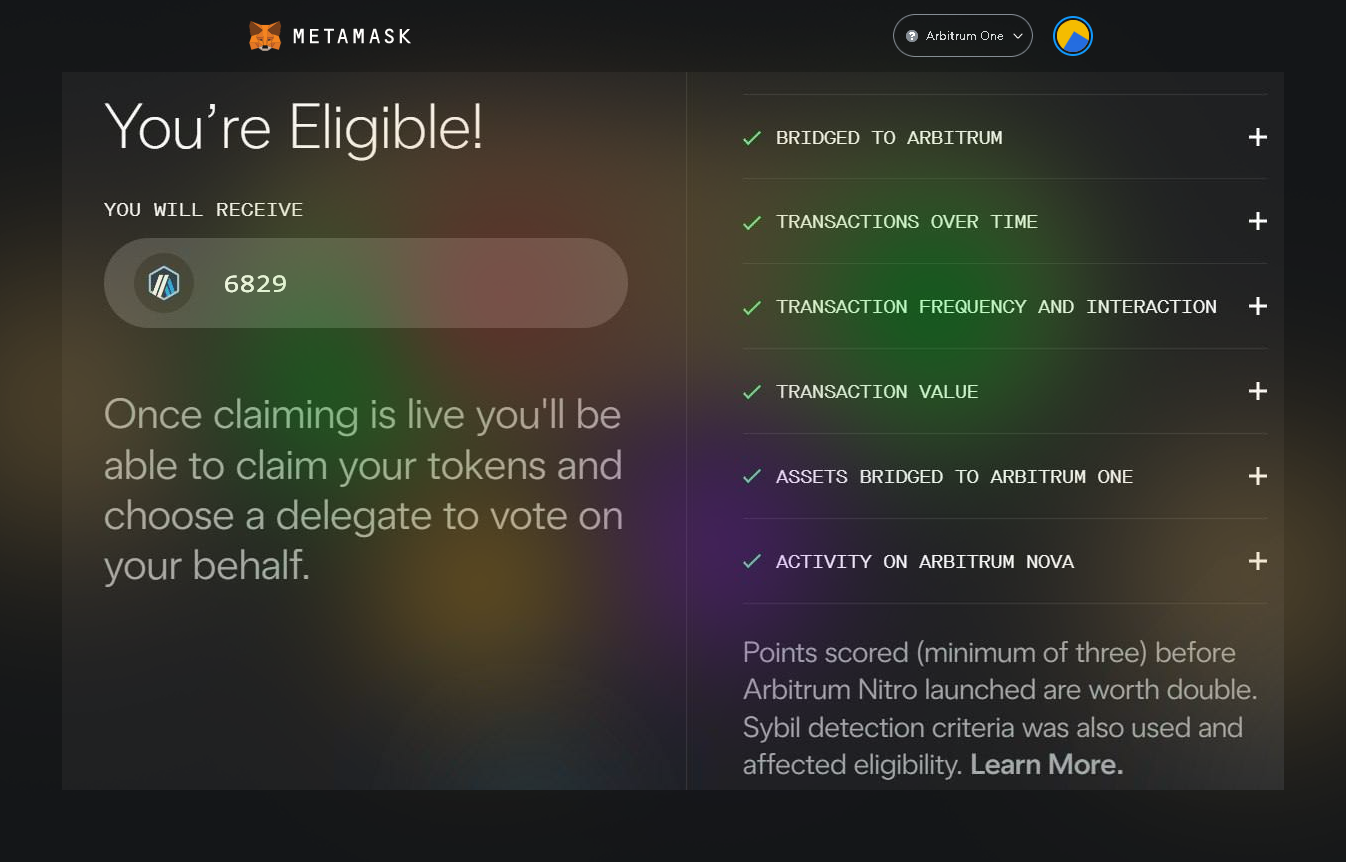 METAMASK
Arbitrum One
You’re Eligible!
YOU WILL RECEIVE
6829
Once claiming is live you'll be
able to claim your tokens and
choose a delegate to vote on
your behalf.
BRIDGED TO ARBITRUM
TRANSACTIONS OVER TIME
TRANSACTION FREQUENCY AND INTERACTION
TRANSACTION VALUE
ASSETS BRIDGED TO ARBITRUM ONE
ACTIVITY ON ARBITRUM NOVA
Points scored (minimum of three) before
Arbitrum Nitro launched are worth double.
Sybil detection criteria was also used and
affected eligibility. Learn More.